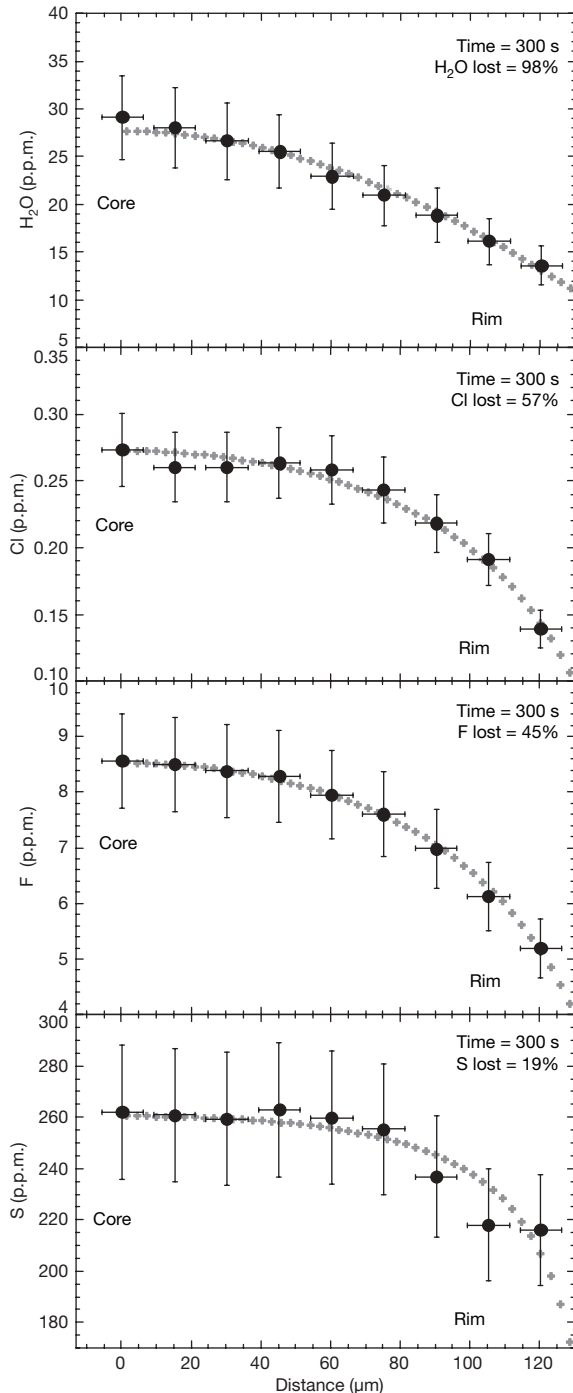 Time = 300 s
H₂O lost = 98%
35
30
25
20
15
10
5
H₂O (p.p.m.)
Core
Rim
Time = 300 s
Cl lost = 57%
0.35
0.30
0.25
0.20
0.15
0.10
Cl (p.p.m.)
Core
Rim
Time = 300 s
F lost = 45%
10
9
8
7
6
5
4
F (p.p.m.)
Core
Rim
Time = 300 s
S lost = 19%
300
280
260
240
220
200
180
S (p.p.m.)
Core
Rim
0 20 40 60 80 100 120
Distance (µm)